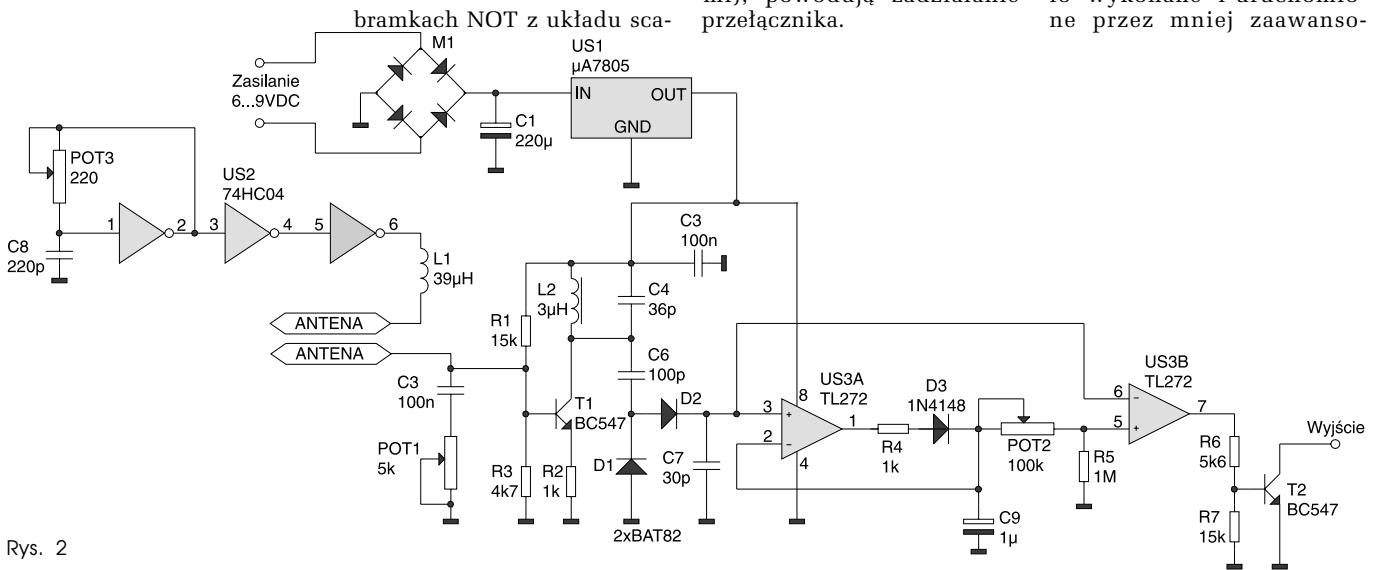 bramkach NOT z układu sca-
przełącznika.
ne przez mniej zaawanso-
M1
US1
µA7805
Zasilanie
6...9VDC
IN
OUT
GND
C1
220µ
POT3
220
US2
74HC04
1
2
3
4
5
6
C8
220p
L1
39µH
C3
100n
L2
3µH
C4
36p
ANTENA
ANTENA
R1
15k
C6
100p
C3
100n
T1
BC547
D2
US3A
TL272
8
3
+
2
-
1
4
D3
1N4148
R4
1k
POT2
100k
US3B
TL272
6
-
5
+
7
Wyjście
POT1
5k
R3
4k7
R2
1k
D1
C7
30p
R5
1M
R6
5k6
T2
BC547
R7
15k
C9
1µ
2xBAT82
Rys. 2